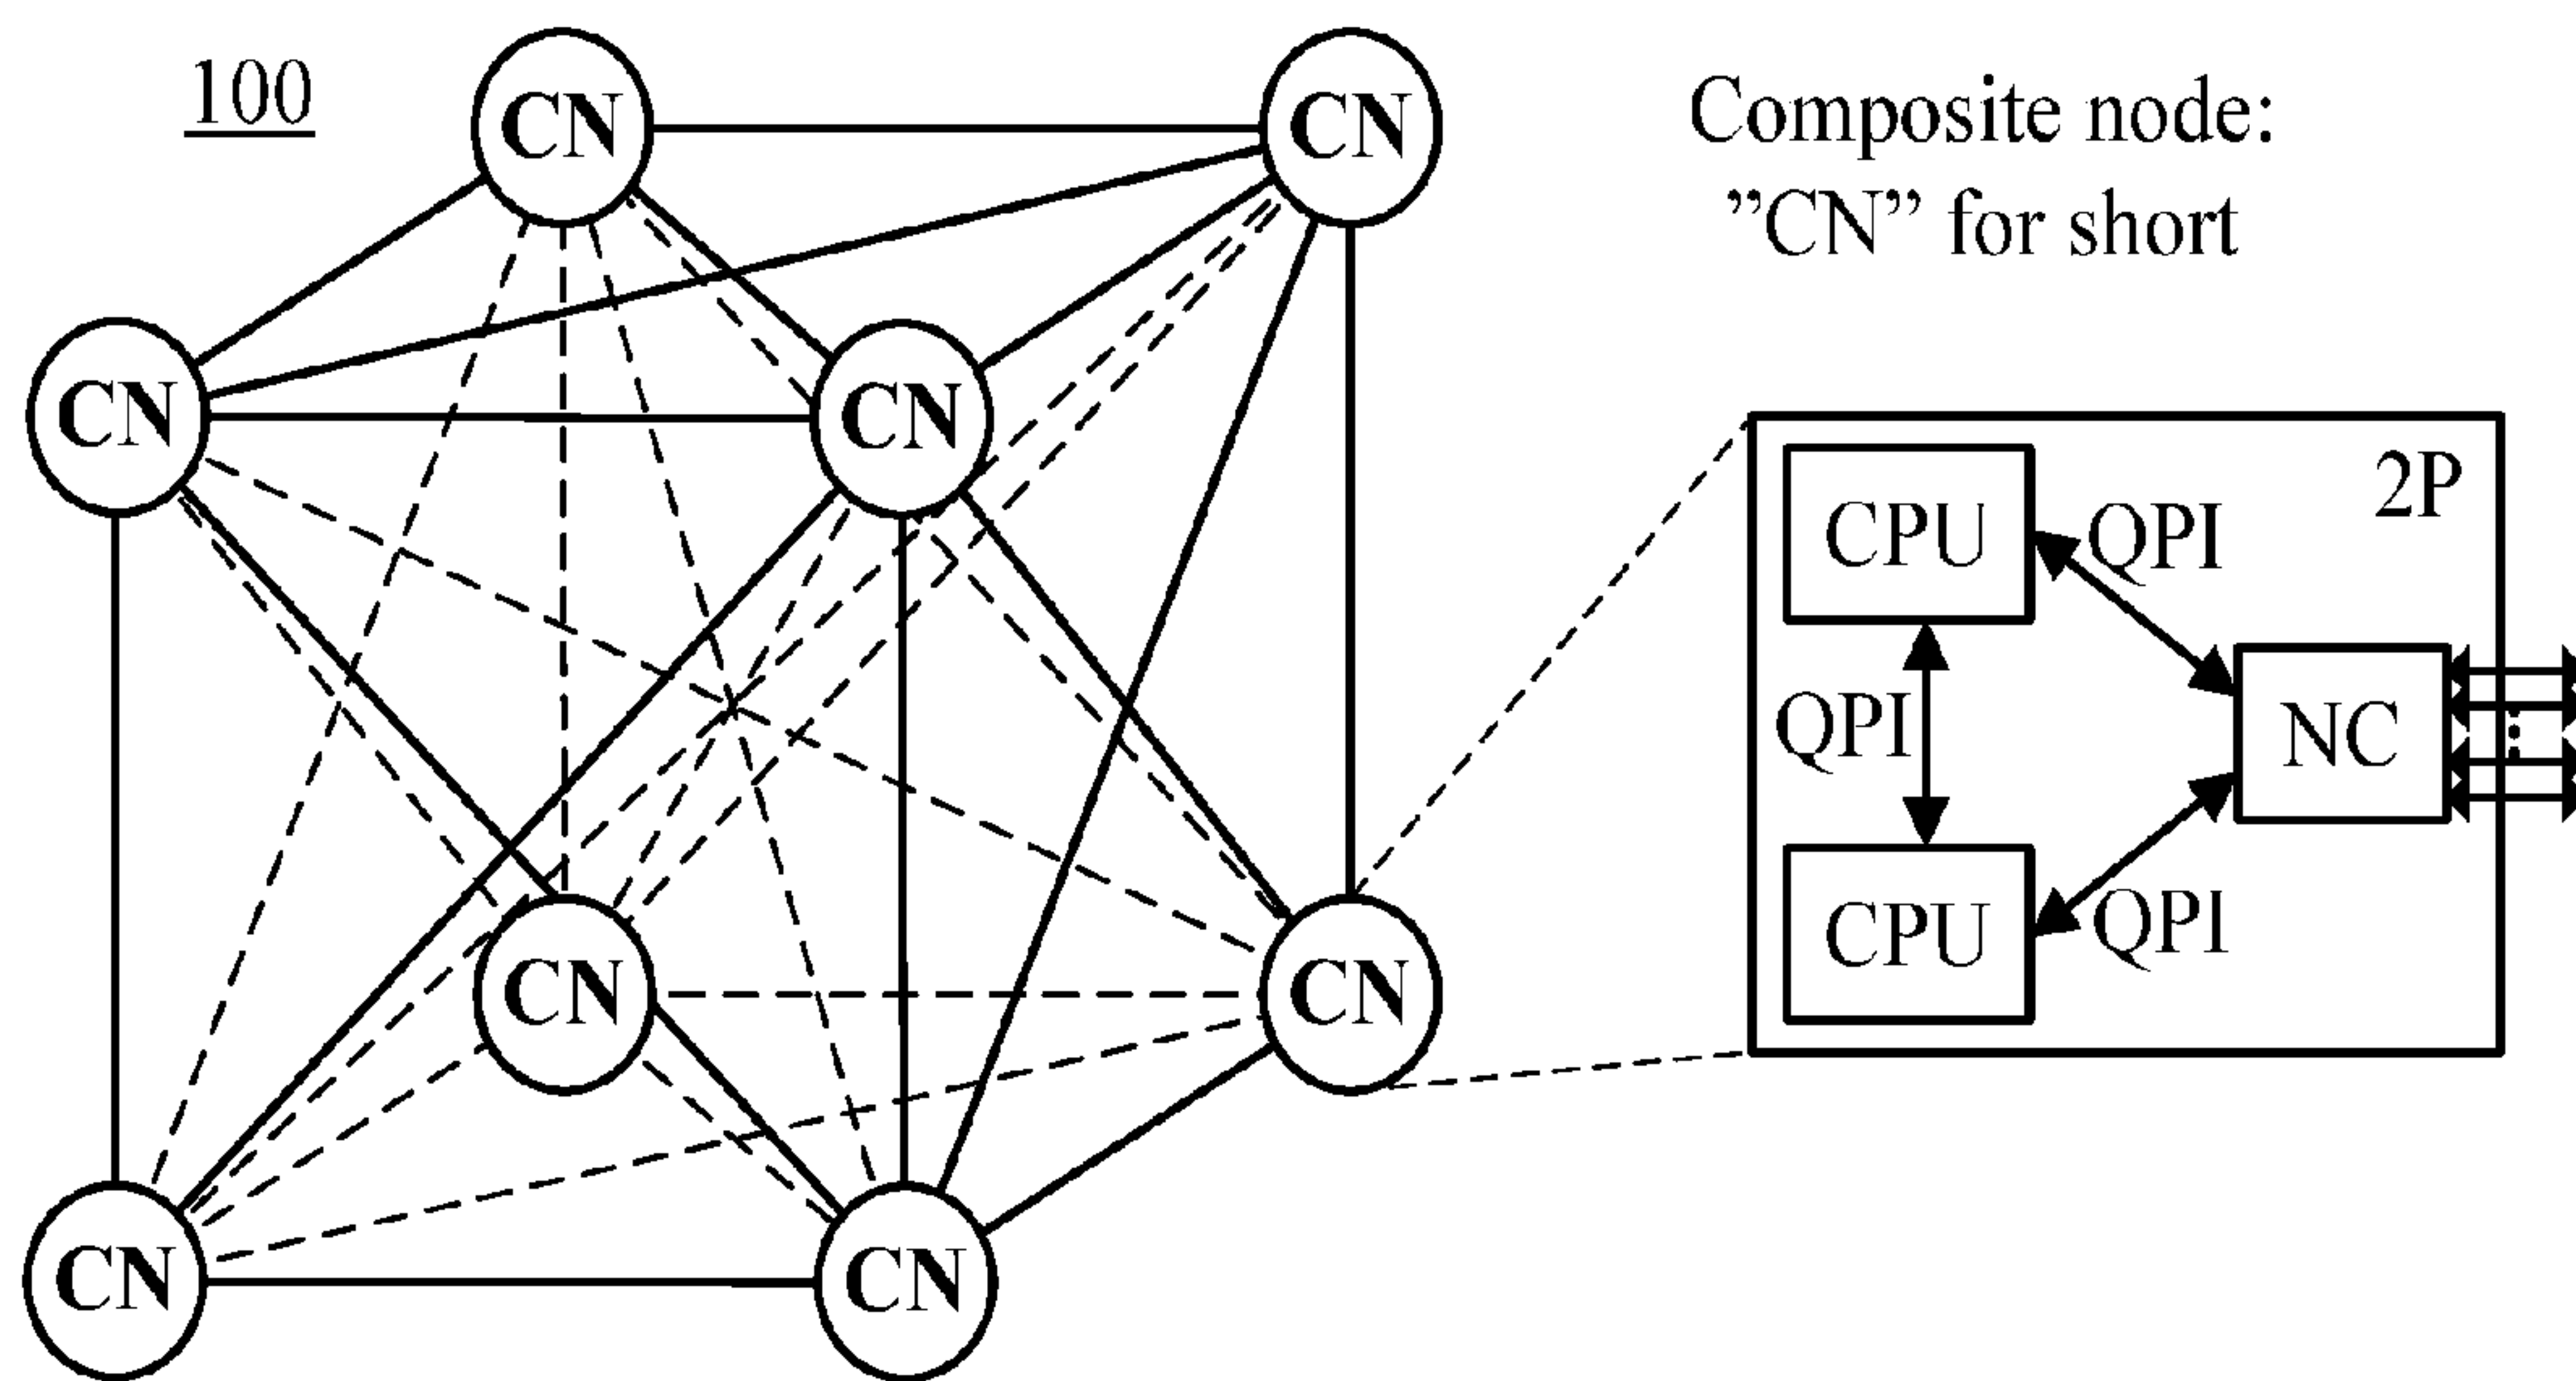 100
CN
CN
Composite node:
”CN” for short
CN
CN
2P
CPU
QPI
QPI
NC
CPU
QPI
CN
CN
CN
CN